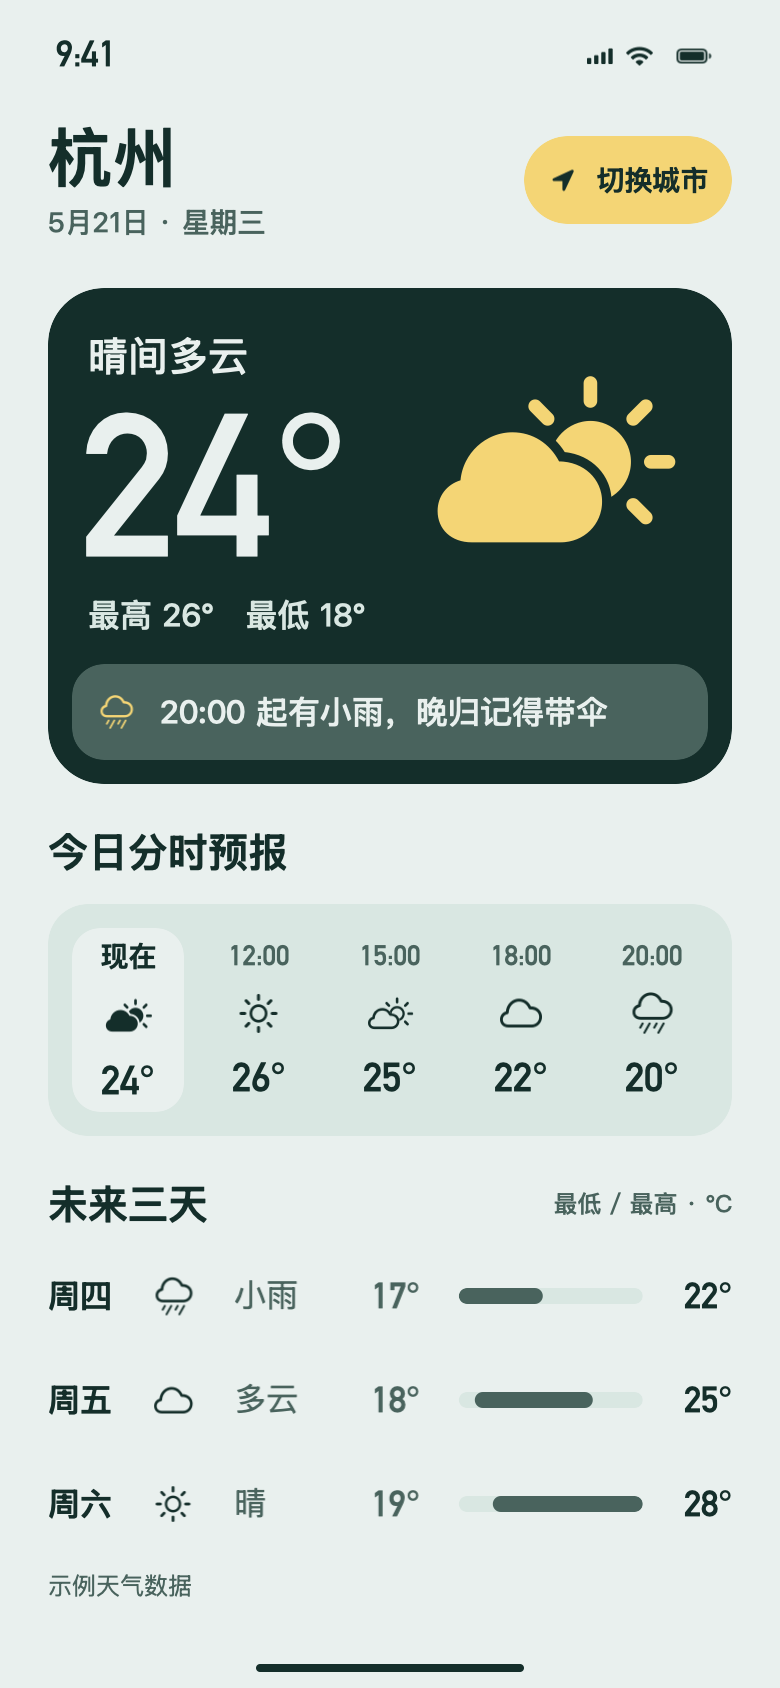 9:41
杭州
切换城市
5月21日 · 星期三
晴间多云
24°
最高 26° 最低 18°
20:00 起有小雨，晚归记得带伞
今日分时预报
现在 12:00 15:00 18:00 20:00
24° 26° 25° 22° 20°
未来三天
最低 / 最高 · °C
周四 小雨 17° 22°
周五 多云 18° 25°
周六 晴 19° 28°
示例天气数据